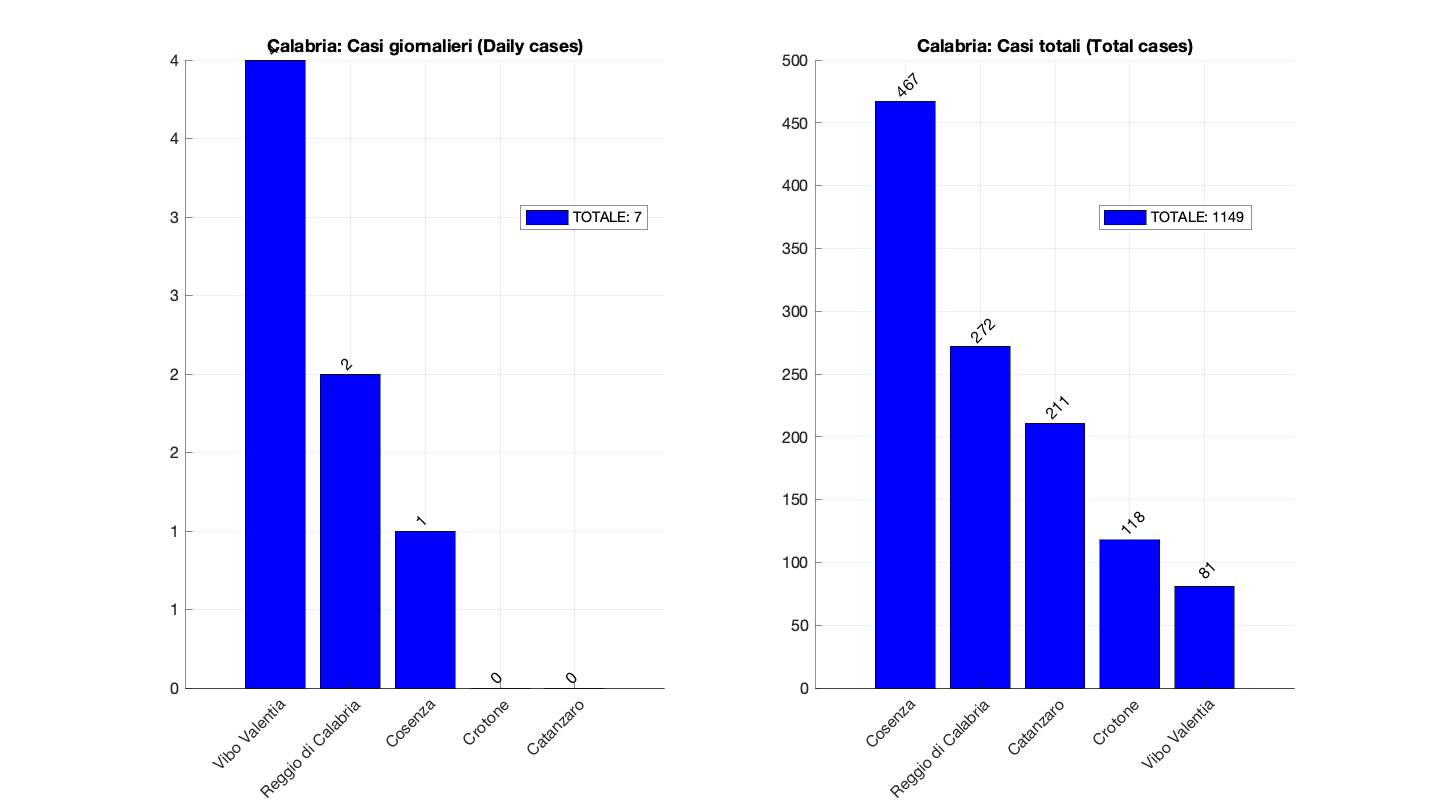 Calabria: Casi giornalieri (Daily cases)
4
4
4
3
3
2
2
1
1
0
2
1
0
0
TOTALE: 7
Vibo Valentia
Reggio di Calabria
Cosenza
Crotone
Catanzaro
Calabria: Casi totali (Total cases)
500
450
400
350
300
250
200
150
100
50
0
467
272
211
118
81
TOTALE: 1149
Cosenza
Reggio di Calabria
Catanzaro
Crotone
Vibo Valentia